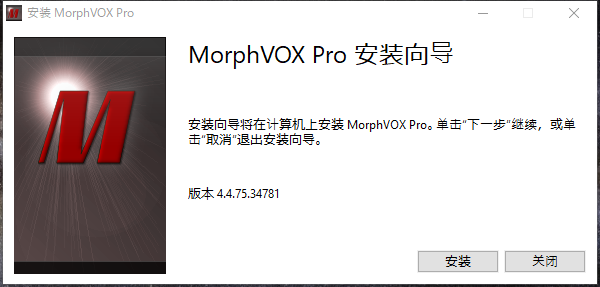 安装 MorphVOX Pro
MorphVOX Pro 安装向导
安装向导将在计算机上安装 MorphVOX Pro。单击"下一步"继续，或单
击"取消"退出安装向导。
版本 4.4.75.34781
安装
关闭